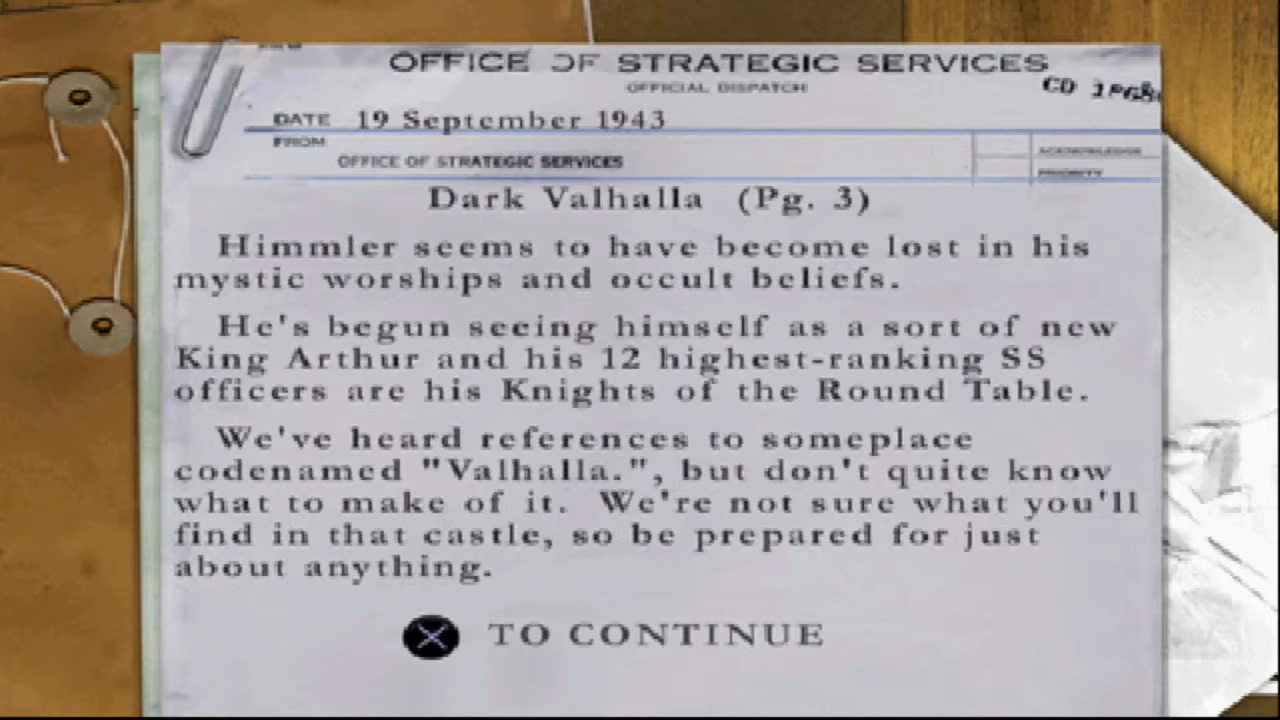 OFFICE OF STRATEGIC SERVICES
OFFICIAL DISPATCH
DATE 19 September 1943
FROM
OFFICE OF STRATEGIC SERVICES
ACKNOWLEDGE
PRIORITY
Dark Valhalla (Pg. 3)
Himmler seems to have become lost in his
mystic worships and occult beliefs.
He's begun seeing himself as a sort of new
King Arthur and his 12 highest-ranking SS
officers are his Knights of the Round Table.
We've heard references to someplace
codenamed "Valhalla.", but don't quite know
what to make of it. We're not sure what you'll
find in that castle, so be prepared for just
about anything.
TO CONTINUE